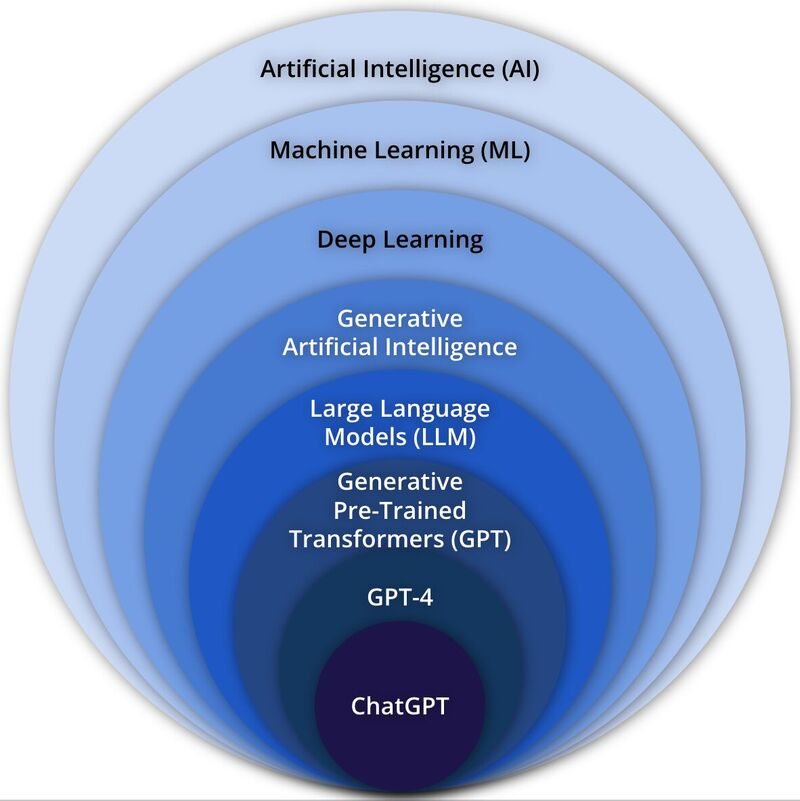 Artificial Intelligence (AI)
Machine Learning (ML)
Deep Learning
Generative
Artificial Intelligence
Large Language
Models (LLM)
Generative
Pre-Trained
Transformers (GPT)
GPT-4
ChatGPT